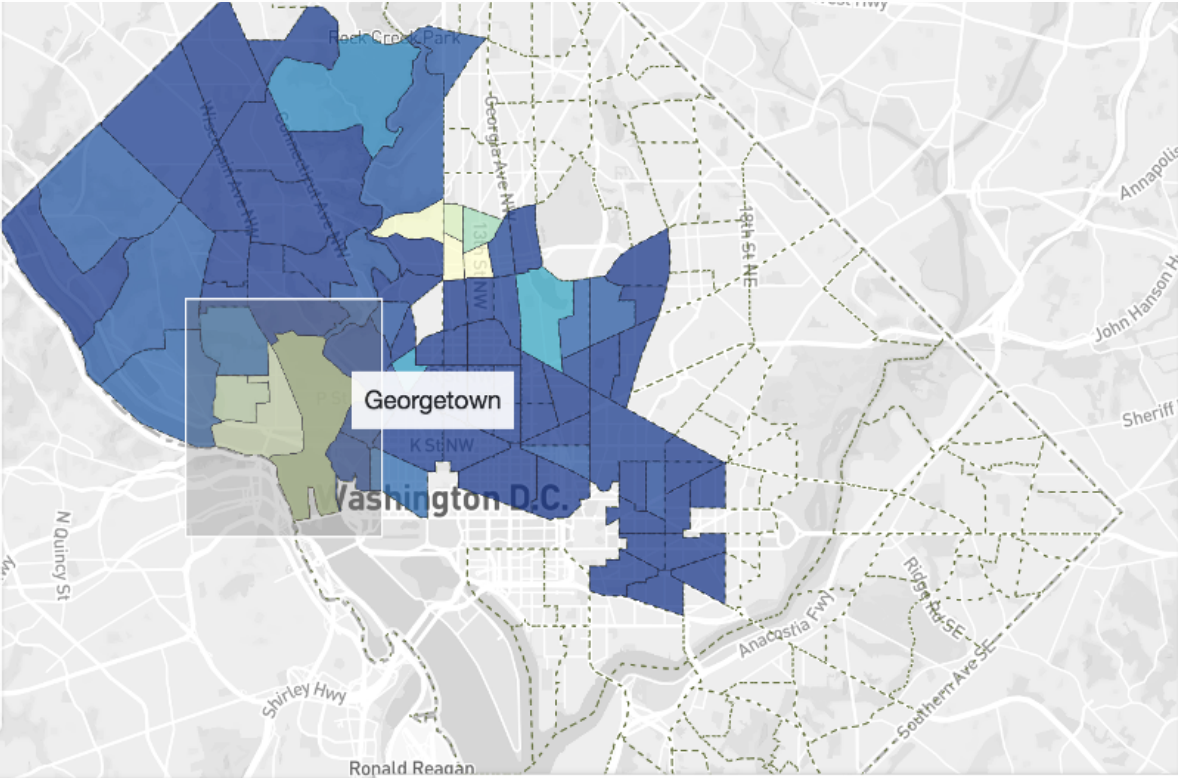 Rock Creek Park
Georgia Ave NW
Wisconsin Ave NW
Connecticut Ave NW
Annapolis
18th St NE
13th St NW
John Hanson H
Georgetown
Sheriff
P St
K St NW
Washington D.C.
N Quincy St
Ridge Rd SE
Anacostia Fwy
Southern Ave SE
Shirley Hwy
Ronald Reagan